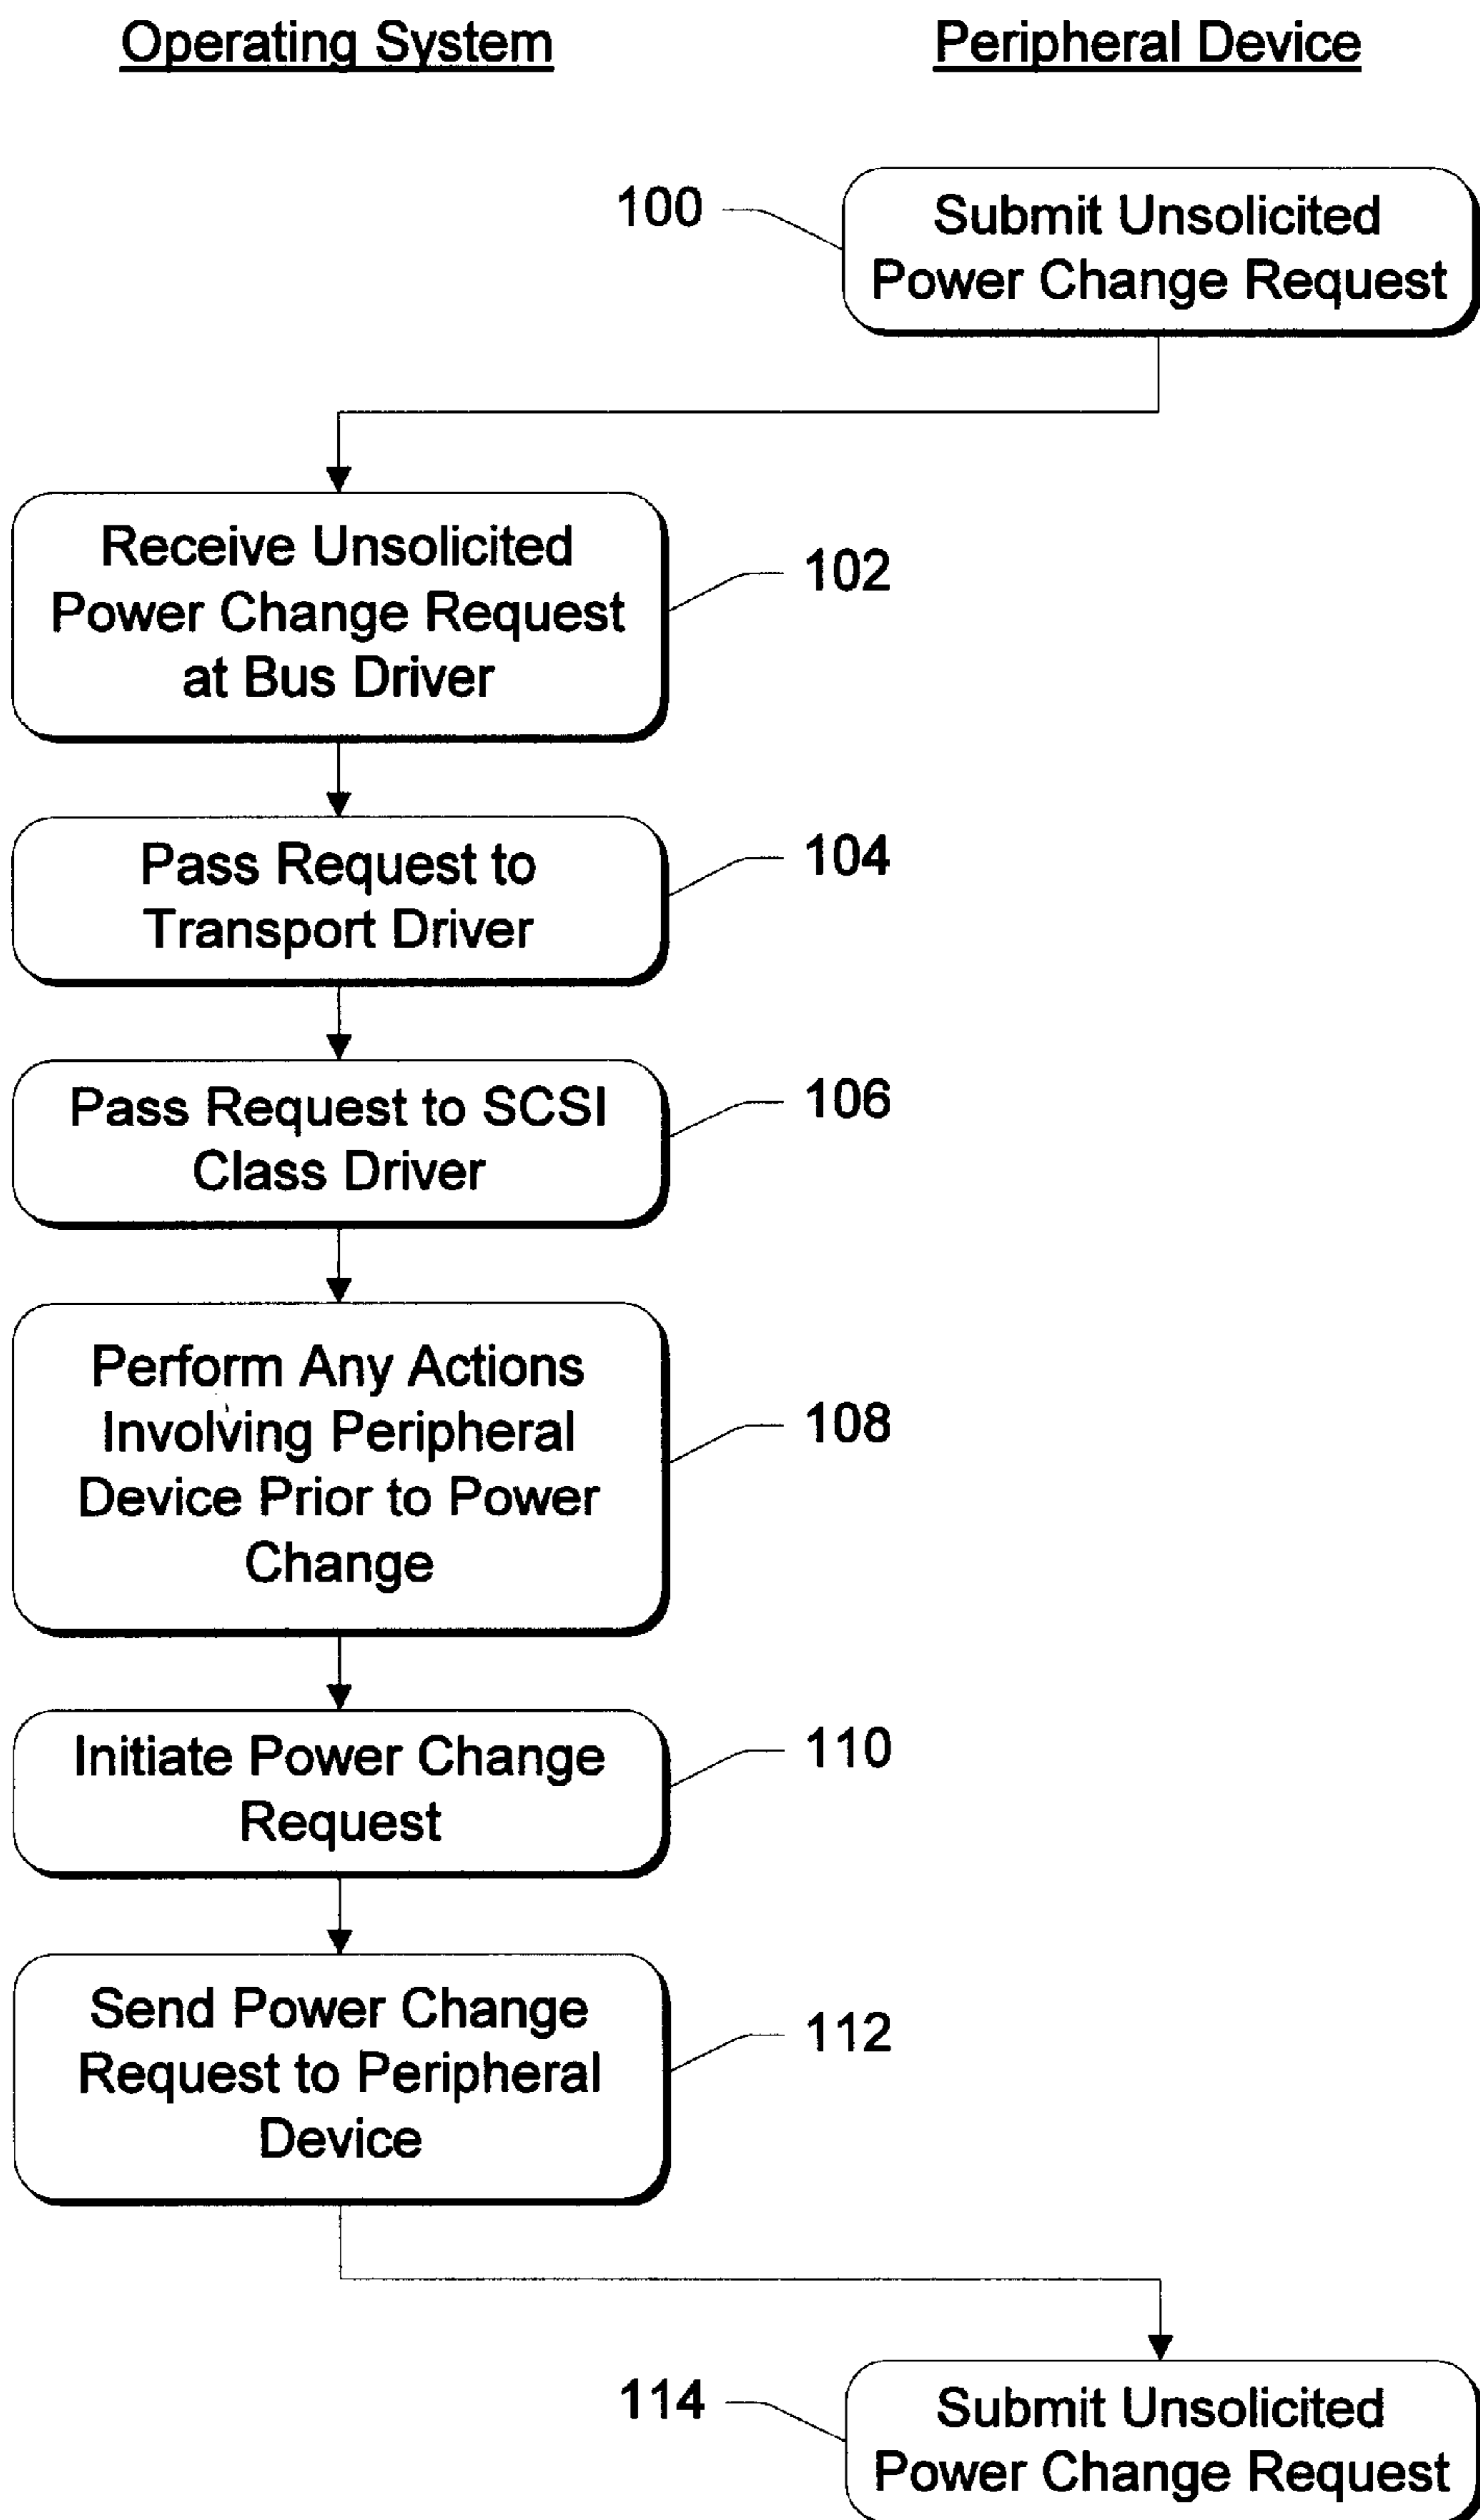 Operating System
Peripheral Device
100
Submit Unsolicited
Power Change Request
Receive Unsolicited
Power Change Request
at Bus Driver
102
Pass Request to
Transport Driver
104
Pass Request to SCSI
Class Driver
106
Perform Any Actions
Involving Peripheral
Device Prior to Power
Change
108
Initiate Power Change
Request
110
Send Power Change
Request to Peripheral
Device
112
114
Submit Unsolicited
Power Change Request